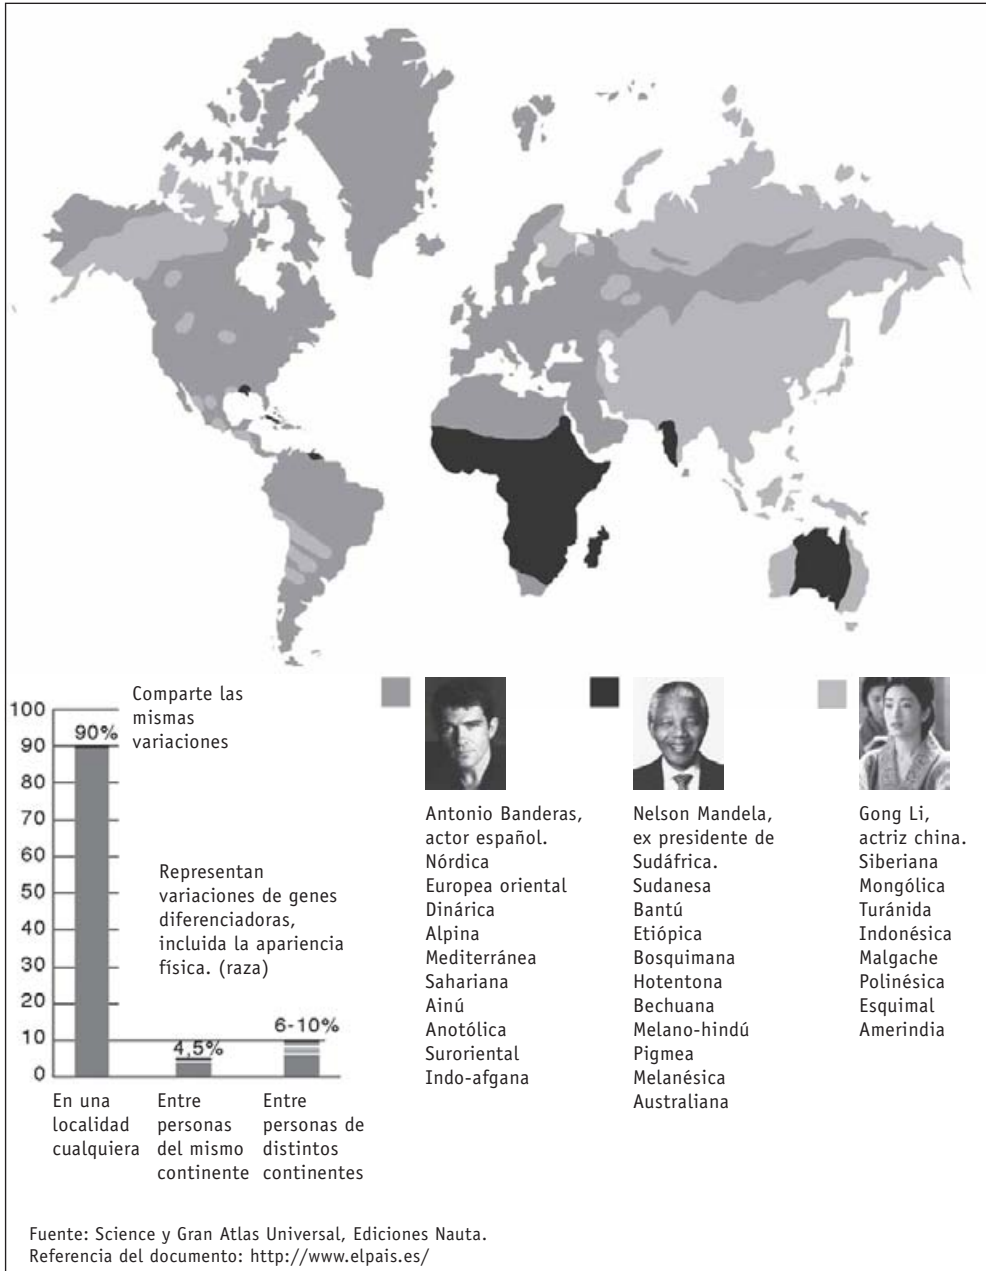 Comparte las
mismas
variaciones
100
90
80
70
60
50
40
30
20
10
0
90%
Representan
variaciones de genes
diferenciadoras,
incluida la apariencia
física. (raza)
4,5%
6-10%
En una
localidad
cualquiera
Entre
personas
del mismo
continente
Entre
personas de
distintos
continentes
Antonio Banderas,
actor español.
Nórdica
Europea oriental
Dinárica
Alpina
Mediterránea
Sahariana
Ainú
Anotólica
Suroriental
Indo-afgana
Nelson Mandela,
ex presidente de
Sudáfrica.
Sudanesa
Bantú
Etiópica
Bosquimana
Hotentona
Bechuana
Melano-hindú
Pigmea
Melanésica
Australiana
Gong Li,
actriz china.
Siberiana
Mongólica
Turánida
Indonésica
Malgache
Polinésica
Esquimal
Amerindia
Fuente: Science y Gran Atlas Universal, Ediciones Nauta.
Referencia del documento: http://www.elpais.es/